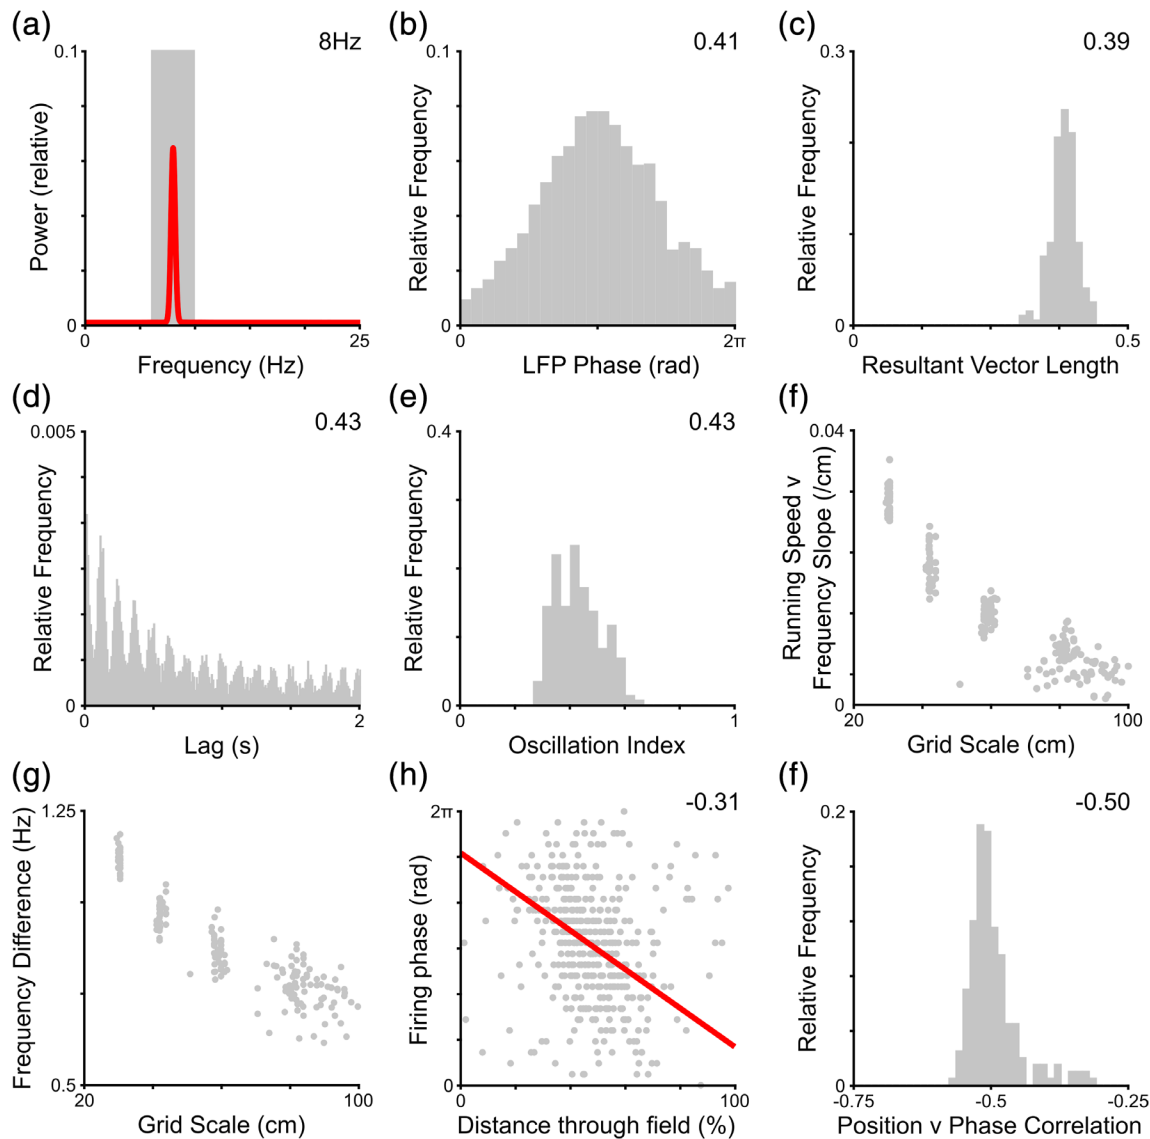 (a)
8Hz
0.1
Power (relative)
0
0
25
Frequency (Hz)
(b)
0.41
0.1
Relative Frequency
0
0
2π
LFP Phase (rad)
(c)
0.39
0.3
Relative Frequency
0
0
0.5
Resultant Vector Length
(d)
0.43
0.005
Relative Frequency
0
0
2
Lag (s)
(e)
0.43
0.4
Relative Frequency
0
0
1
Oscillation Index
(f)
0.04
Running Speed v
Frequency Slope (/cm)
0
20
100
Grid Scale (cm)
(g)
1.25
Frequency Difference (Hz)
0.5
20
100
Grid Scale (cm)
(h)
-0.31
2π
Firing phase (rad)
0
0
100
Distance through field (%)
(f)
-0.50
0.2
Relative Frequency
0
-0.75
-0.5
-0.25
Position v Phase Correlation